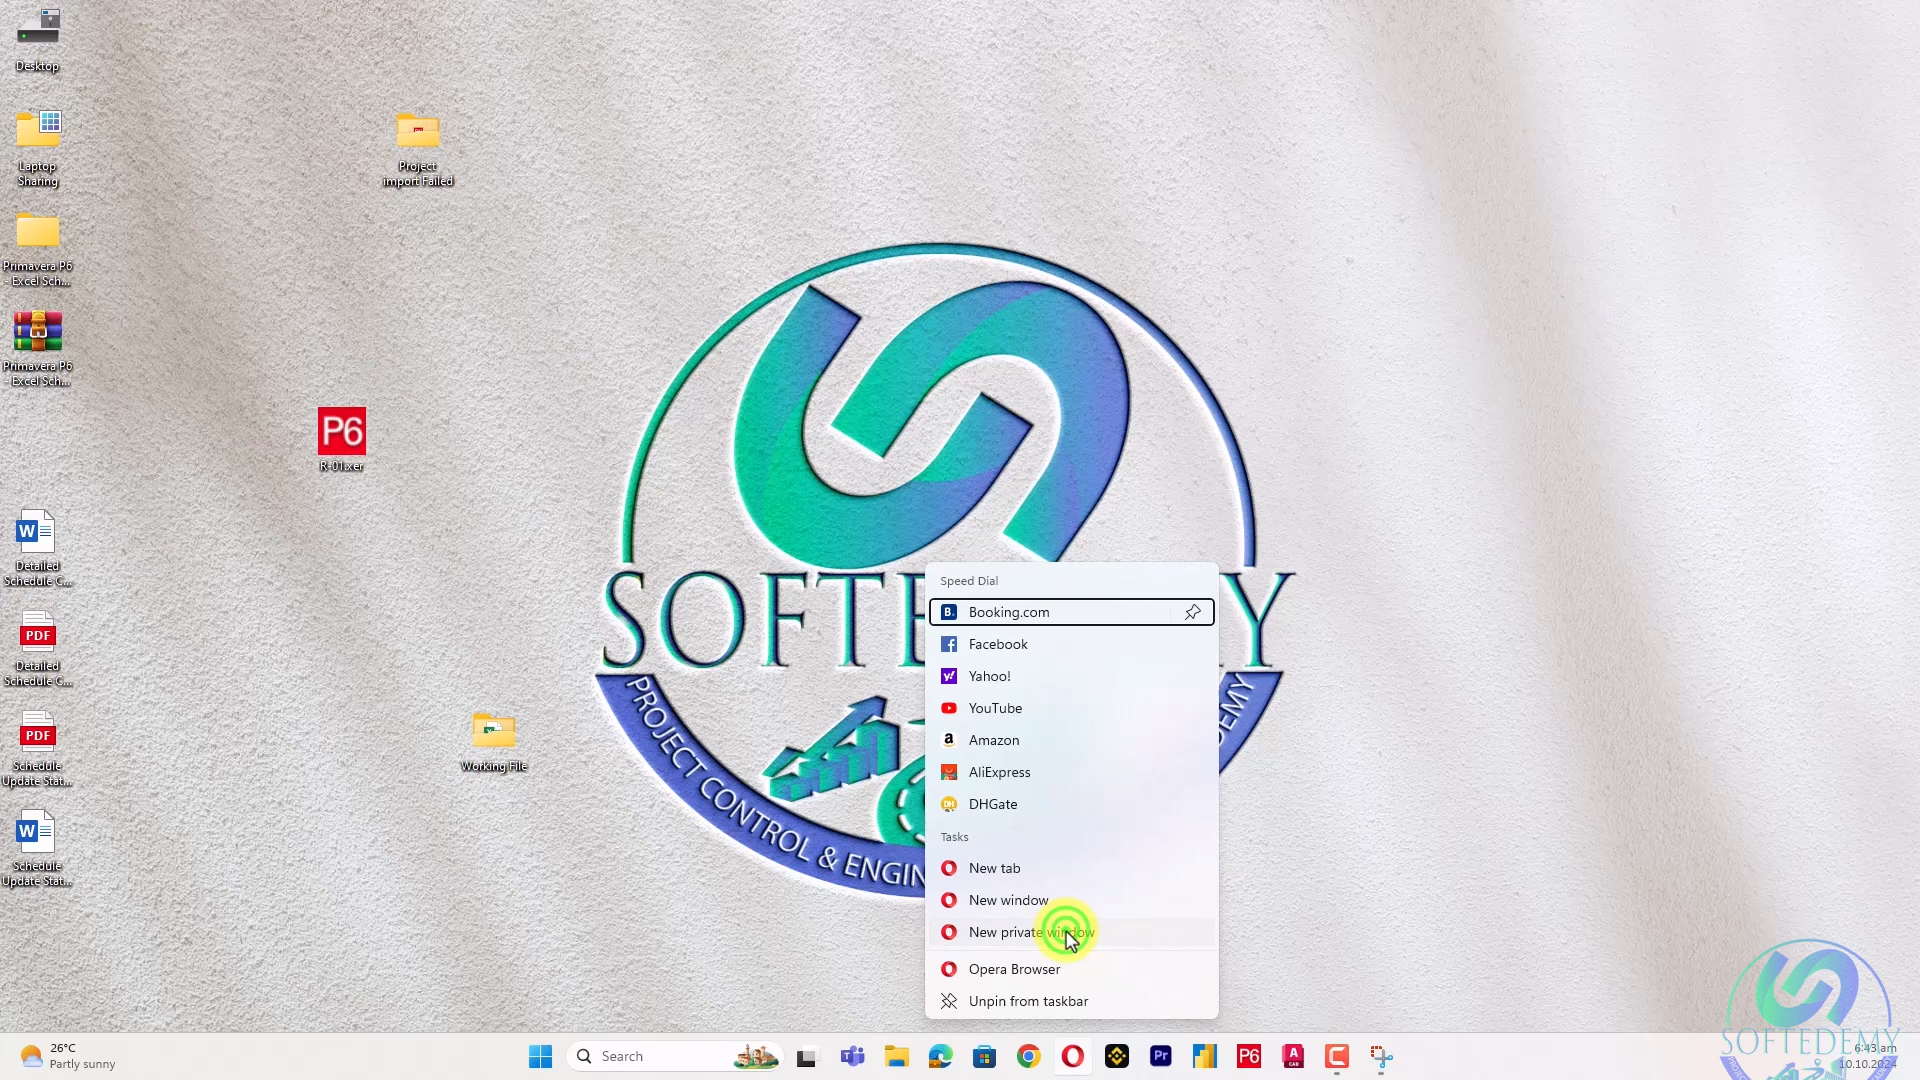 Desktop
Laptop
Sharing
Primavera P6
- Excel Sch...
Primavera P6
- Excel Sch...
Detailed
Schedule C...
PDF
Detailed
Schedule C...
PDF
Schedule
Update Stat...
Schedule
Update Stat...
Project
import Failed
P6
R-01.xer
Working File
SOFTE
Y
PROJECT CONTROL & ENGIN
EMY
Speed Dial
Booking.com
Facebook
Yahoo!
YouTube
Amazon
AliExpress
DHGate
Tasks
New tab
New window
New private window
Opera Browser
Unpin from taskbar
26°C
Partly sunny
Search
Pr
P6
SOFTEDEMY
6:43 am
10.10.2024